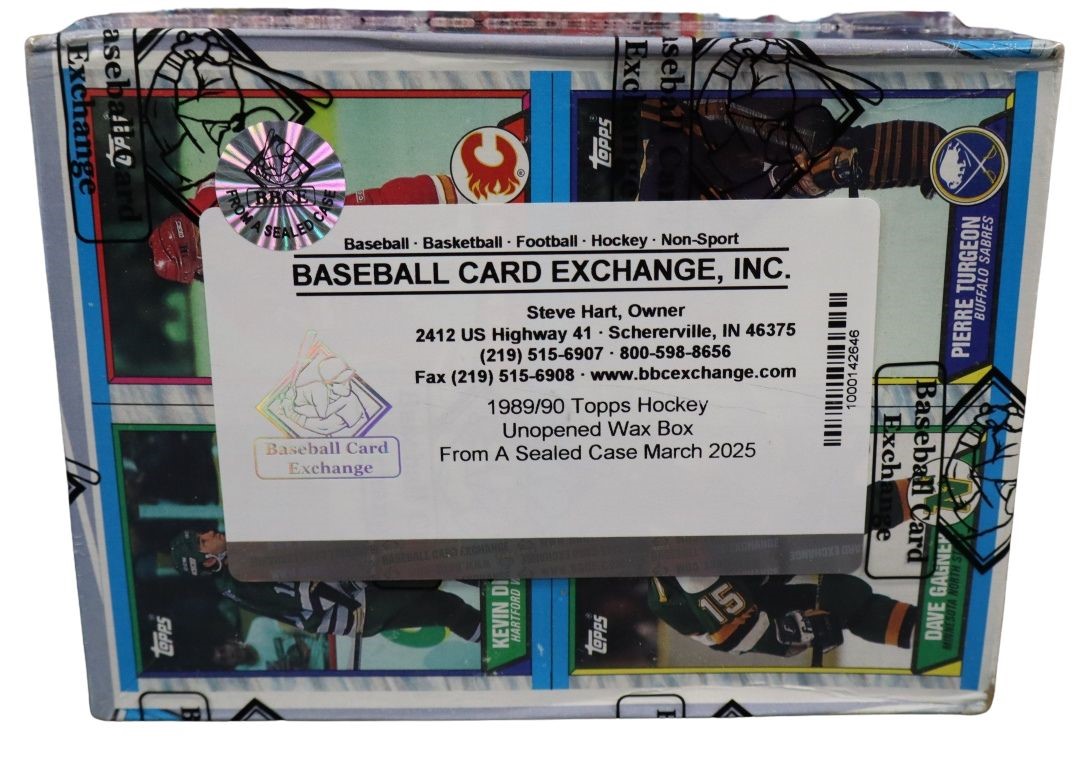 Baseball Card
Exchange
TOPPS
BBCE
FROM A SEALED CASE
Baseball · Basketball · Football · Hockey · Non-Sport
BASEBALL CARD EXCHANGE, INC.
Steve Hart, Owner
2412 US Highway 41 · Schererville, IN 46375
(219) 515-6907 · 800-598-8656
Fax (219) 515-6908 · www.bbcexchange.com
1989/90 Topps Hockey
Unopened Wax Box
From A Sealed Case March 2025
1000142646
Baseball Card
Exchange
PIERRE TURGEON
BUFFALO SABRES
Baseball Card
Exchange
TOPPS
KEVIN
HARTFORD
TOPPS
15
DAVE
MINNESOTA NORTH